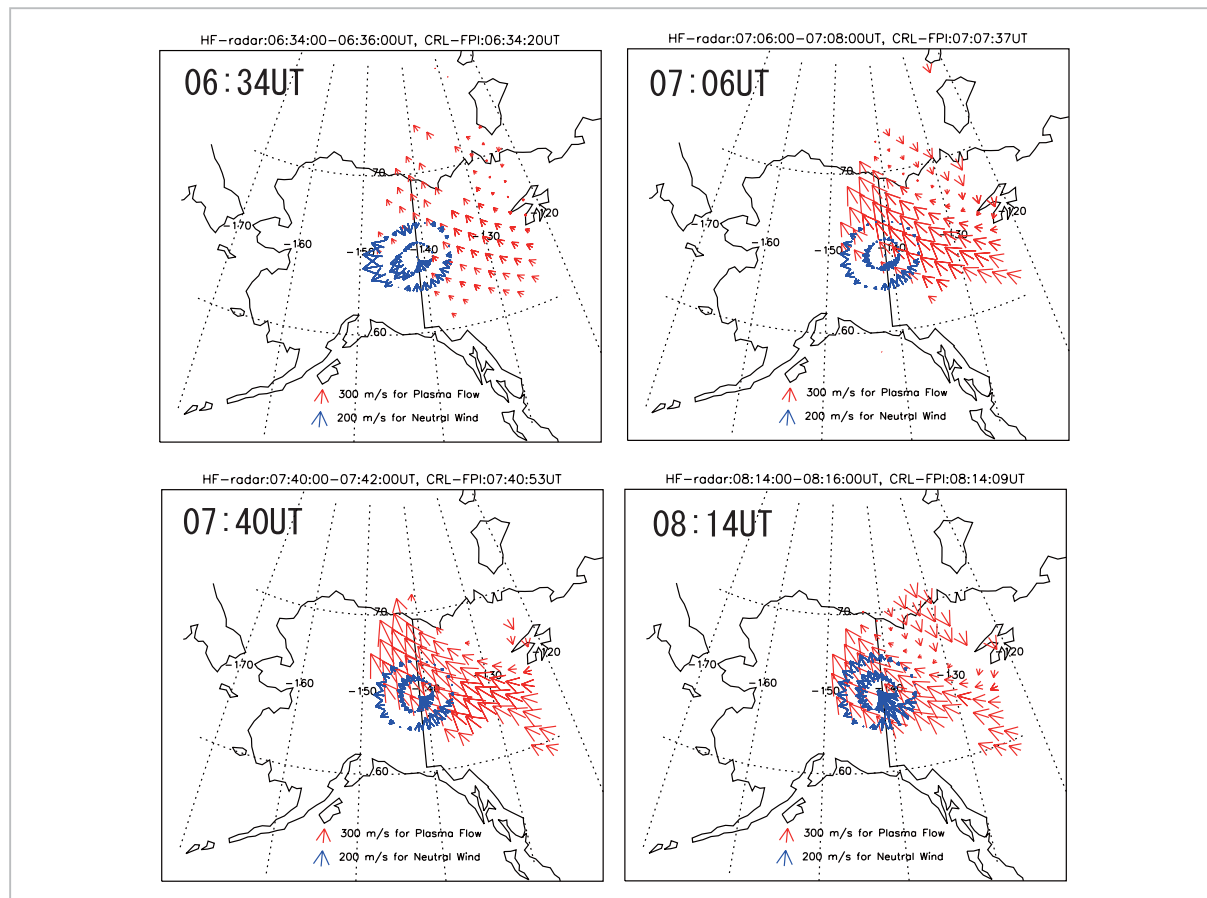 HF-radar:06:34:00-06:36:00UT, CRL-FPI:06:34:20UT
06:34UT
70
-120
-170
-130
-160
-150
-140
60
300 m/s for Plasma Flow
200 m/s for Neutral Wind
HF-radar:07:06:00-07:08:00UT, CRL-FPI:07:07:37UT
07:06UT
70
-120
-170
-130
-160
-150
-140
60
300 m/s for Plasma Flow
200 m/s for Neutral Wind
HF-radar:07:40:00-07:42:00UT, CRL-FPI:07:40:53UT
07:40UT
70
-120
-170
-130
-160
-150
-140
60
300 m/s for Plasma Flow
200 m/s for Neutral Wind
HF-radar:08:14:00-08:16:00UT, CRL-FPI:08:14:09UT
08:14UT
70
-120
-170
-130
-160
-150
-140
60
300 m/s for Plasma Flow
200 m/s for Neutral Wind